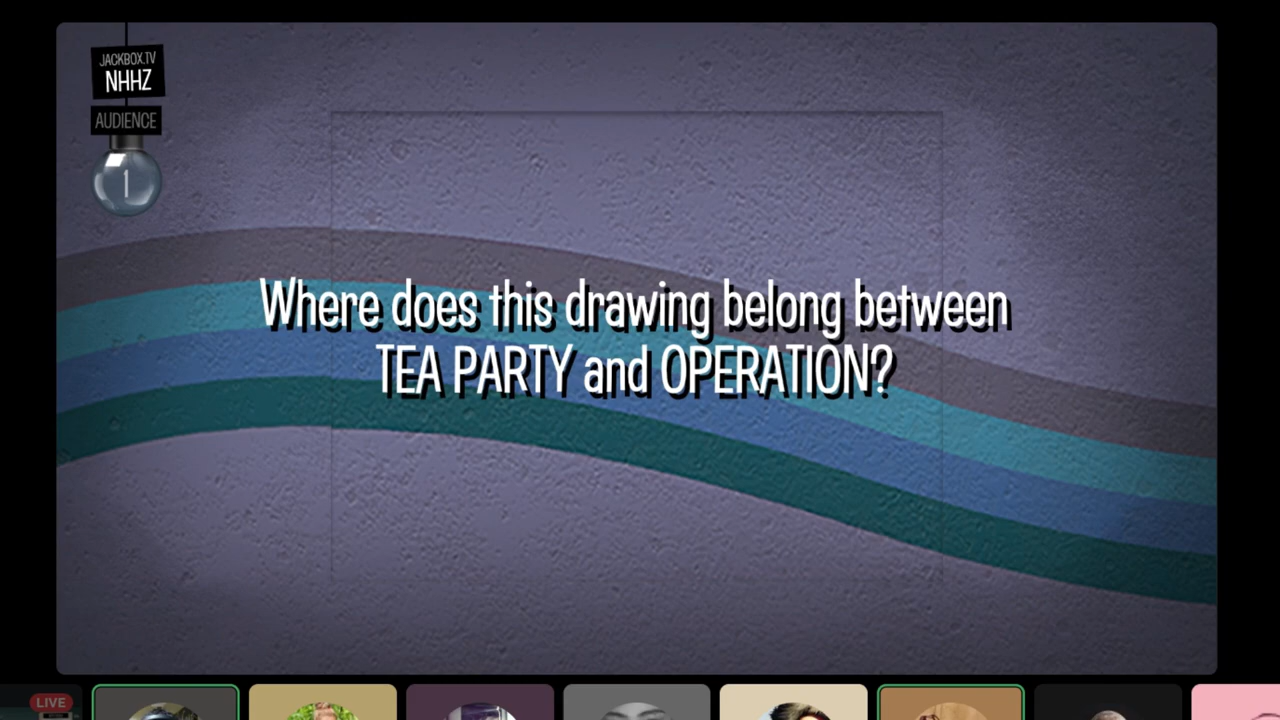 JACKBOX.TV
NHHZ
AUDIENCE
1
Where does this drawing belong between
TEA PARTY and OPERATION?
LIVE